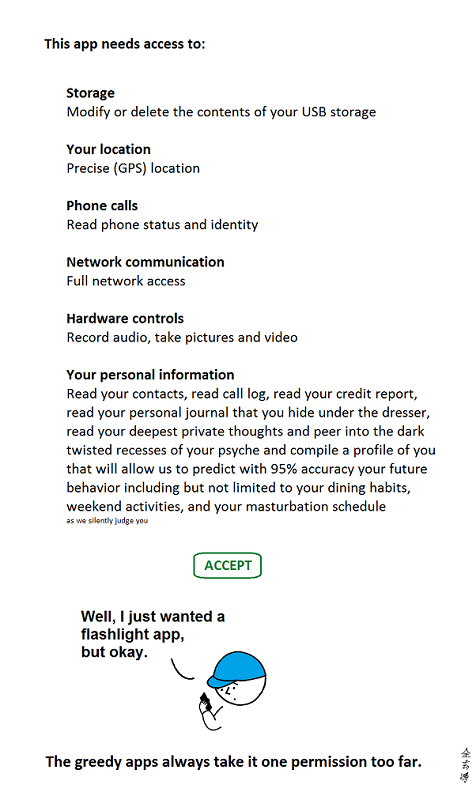 This app needs access to:
Storage
Modify or delete the contents of your USB storage
Your location
Precise (GPS) location
Phone calls
Read phone status and identity
Network communication
Full network access
Hardware controls
Record audio, take pictures and video
Your personal information
Read your contacts, read call log, read your credit report,
read your personal journal that you hide under the dresser,
read your deepest private thoughts and peer into the dark
twisted recesses of your psyche and compile a profile of you
that will allow us to predict with 95% accuracy your future
behavior including but not limited to your dining habits,
weekend activities, and your masturbation schedule
as we silently judge you
ACCEPT
Well, I just wanted a
flashlight app,
but okay.
The greedy apps always take it one permission too far.